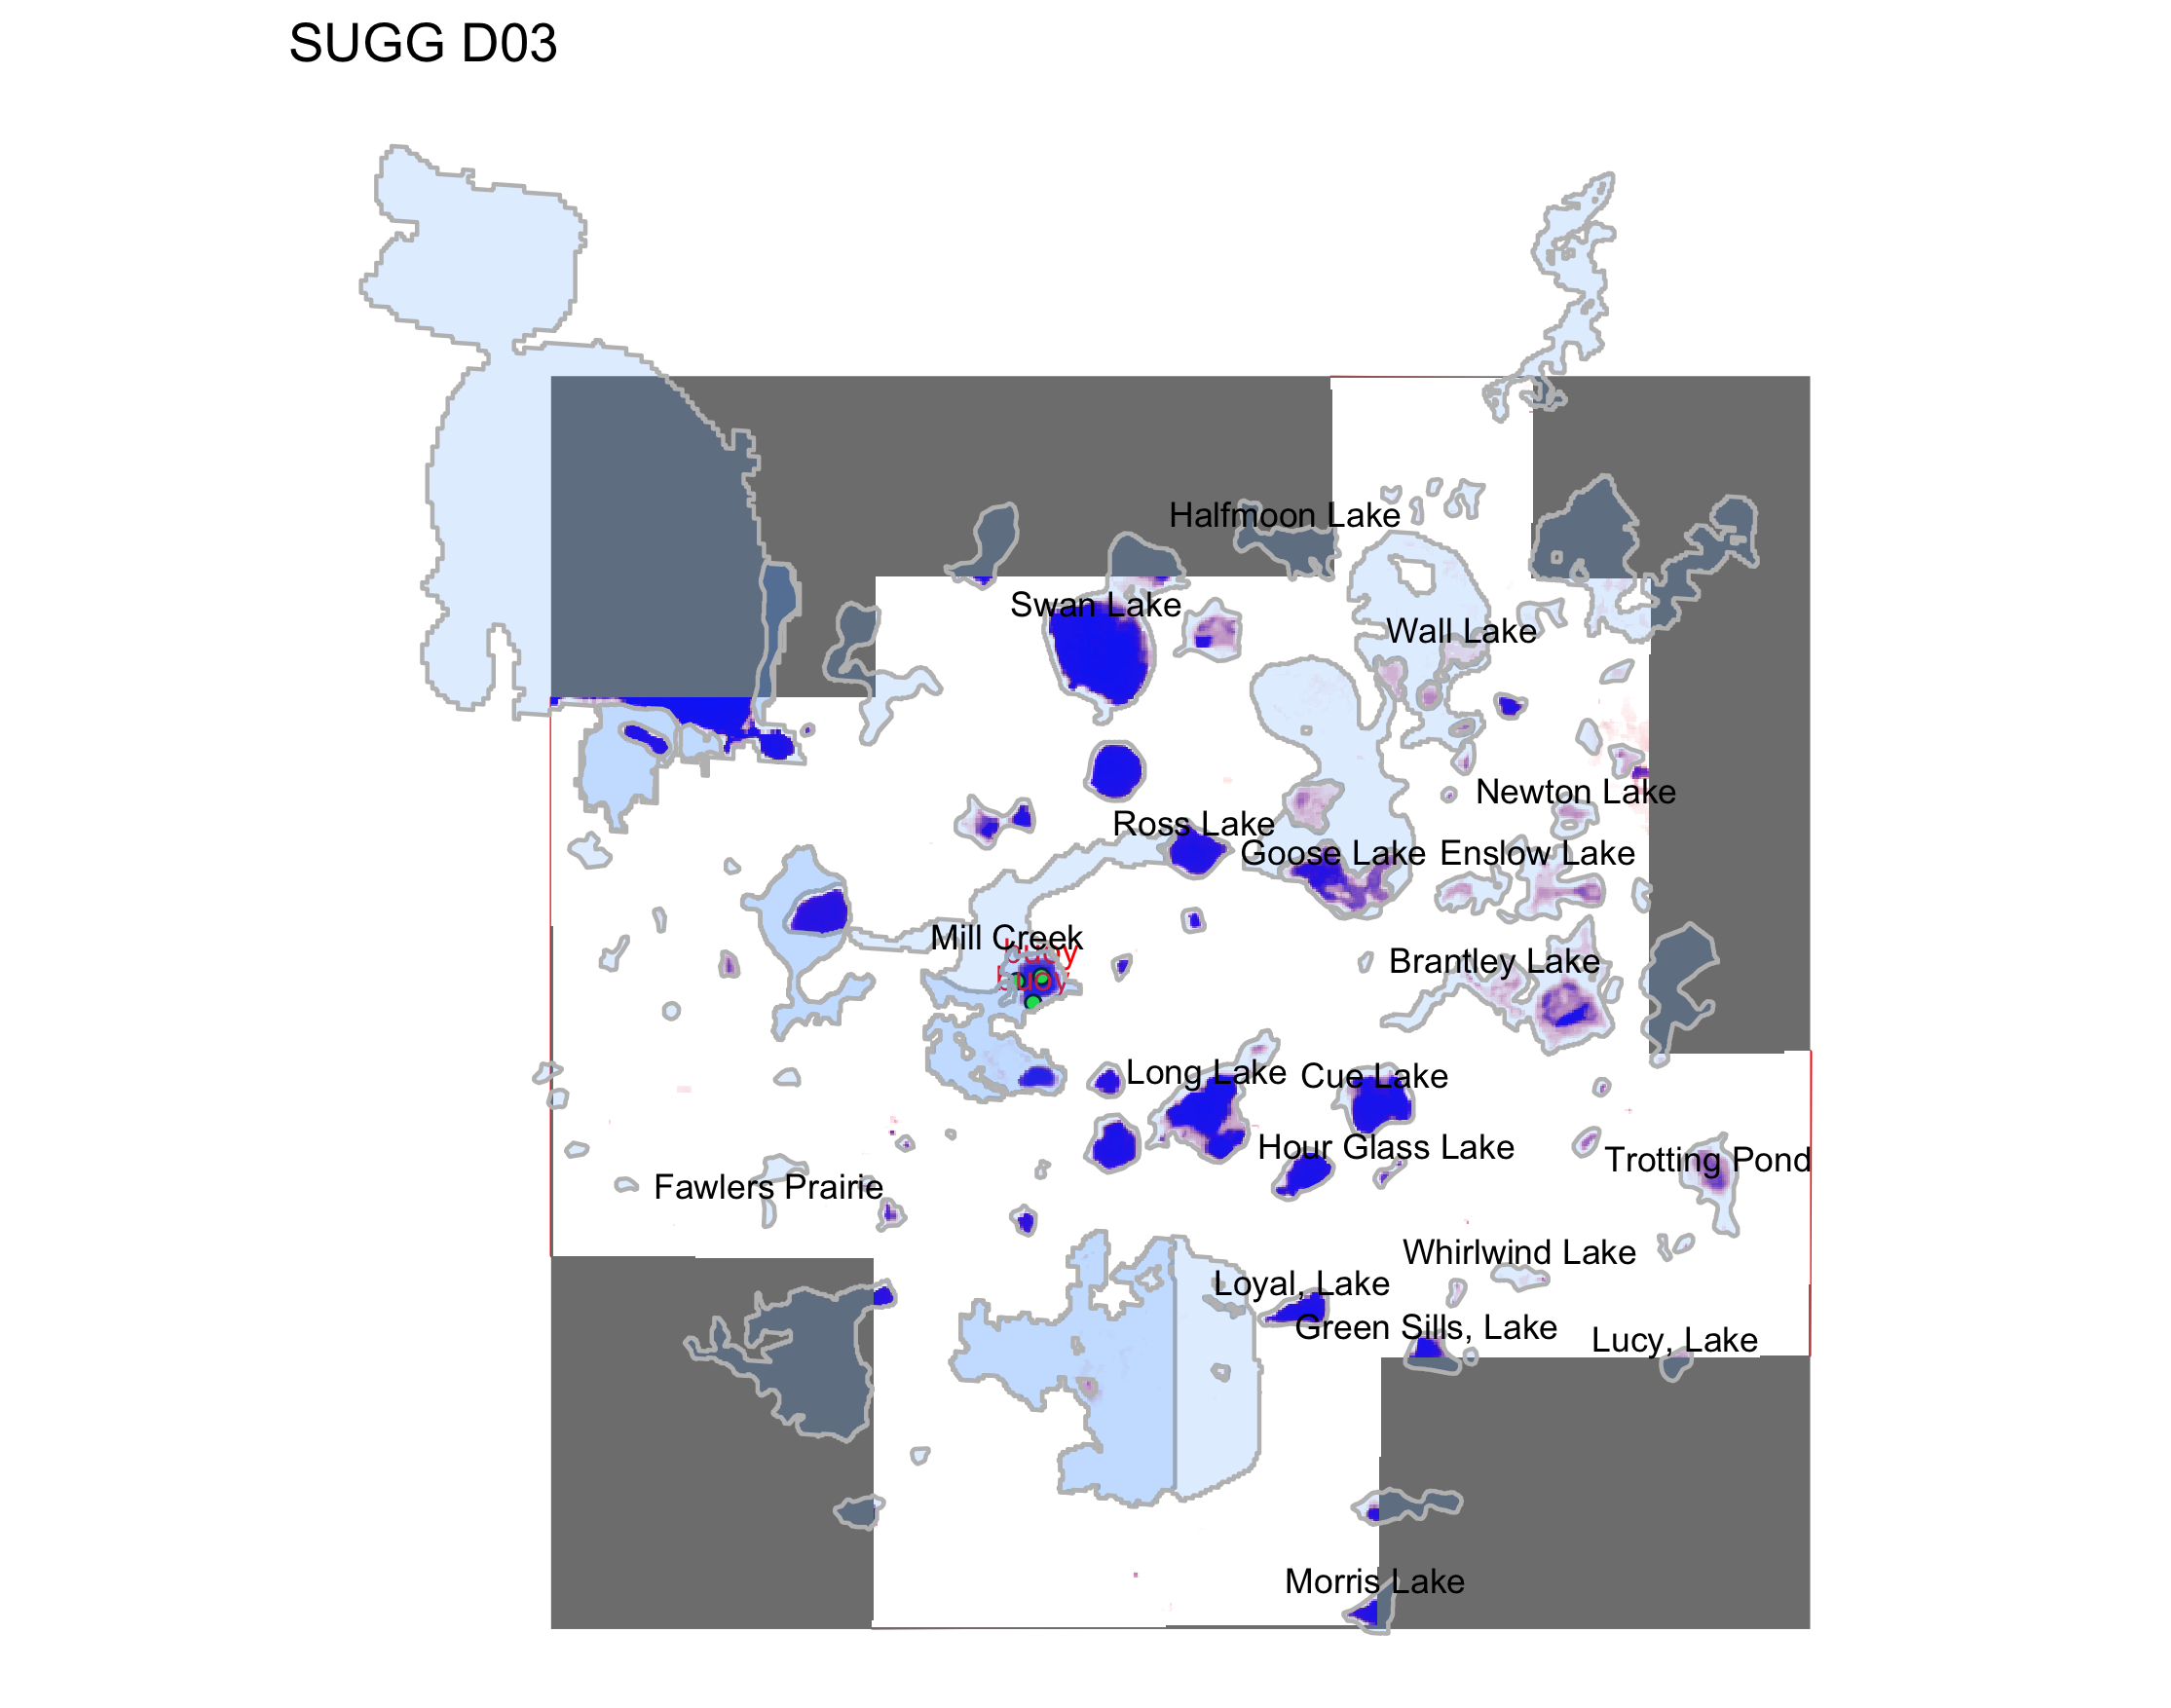 SUGG D03
Halfmoon Lake
Swan Lake
Wall Lake
Newton Lake
Ross Lake
Goose Lake
Enslow Lake
Mill Creek
buoy
Brantley Lake
buoy
Long Lake
Cue Lake
Hour Glass Lake
Trotting Pond
Fawlers Prairie
Whirlwind Lake
Loyal, Lake
Green Sills, Lake
Lucy, Lake
Morris Lake